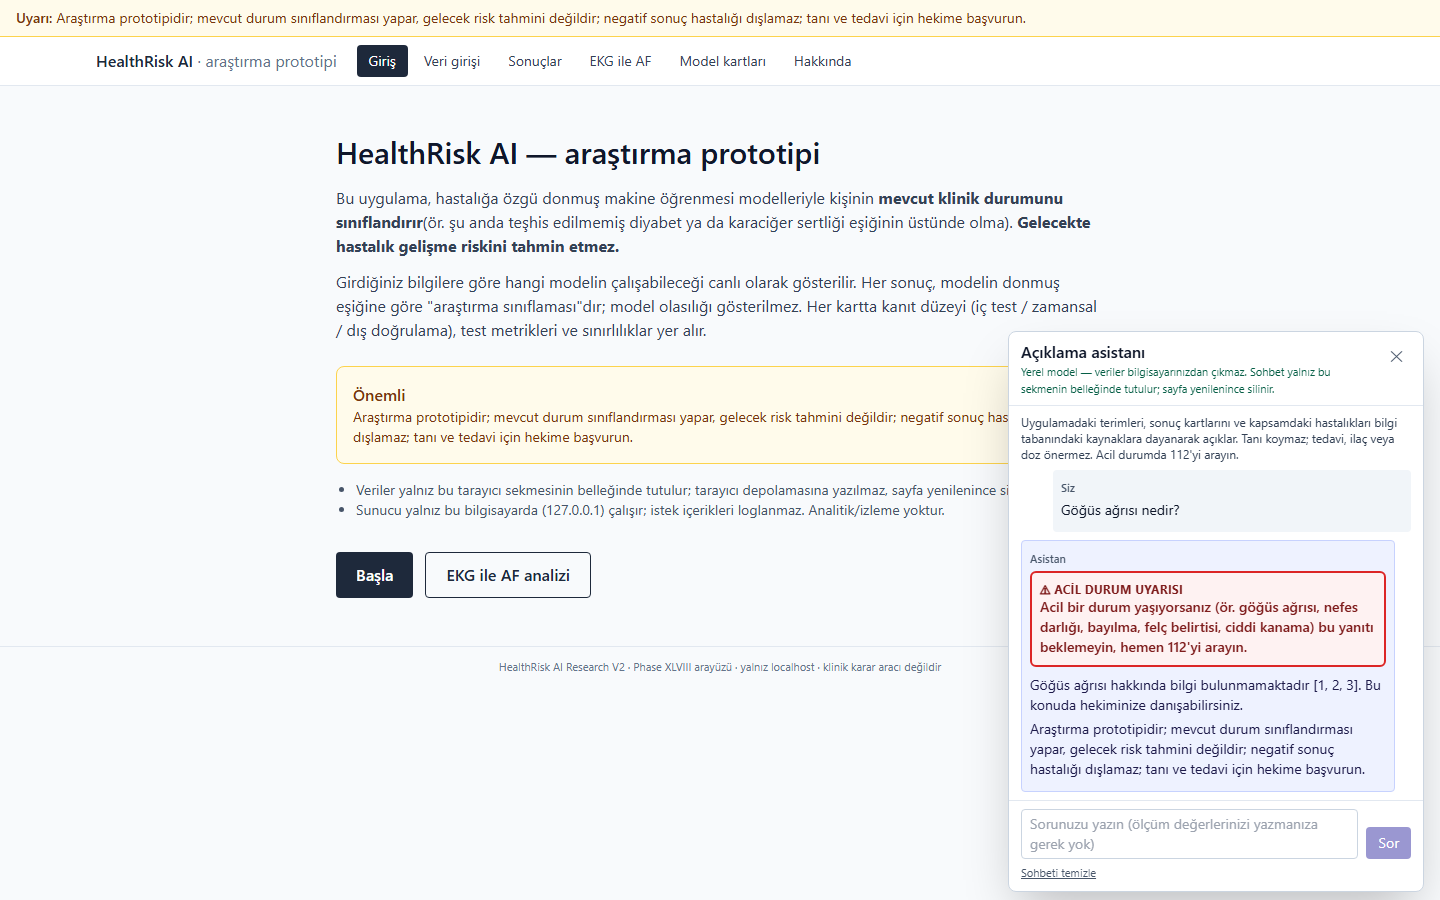 Uyarı: Araştırma prototipidir; mevcut durum sınıflandırması yapar, gelecek risk tahmini değildir; negatif sonuç hastalığı dışlamaz; tanı ve tedavi için hekime başvurun.
HealthRisk AI · araştırma prototipi
Giriş
Veri girişi
Sonuçlar
EKG ile AF
Model kartları
Hakkında
HealthRisk AI — araştırma prototipi
Bu uygulama, hastalığa özgü donmuş makine öğrenmesi modelleriyle kişinin mevcut klinik durumunu
sınıflandırır(ör. şu anda teşhis edilmemiş diyabet ya da karaciğer sertliği eşiğinin üstünde olma). Gelecekte
hastalık gelişme riskini tahmin etmez.
Girdiğiniz bilgilere göre hangi modelin çalışabileceği canlı olarak gösterilir. Her sonuç, modelin donmuş
eşiğine göre "araştırma sınıflaması"dır; model olasılığı gösterilmez. Her kartta kanıt düzeyi (iç test / zamansal
/ dış doğrulama), test metrikleri ve sınırlılıklar yer alır.
Önemli
Araştırma prototipidir; mevcut durum sınıflandırması yapar, gelecek risk tahmini değildir; negatif sonuç has
dışlamaz; tanı ve tedavi için hekime başvurun.
• Veriler yalnız bu tarayıcı sekmesinin belleğinde tutulur; tarayıcı depolamasına yazılmaz, sayfa yenilenince si
• Sunucu yalnız bu bilgisayarda (127.0.0.1) çalışır; istek içerikleri loglanmaz. Analitik/izleme yoktur.
Başla
EKG ile AF analizi
HealthRisk AI Research V2 · Phase XLVIII arayüzü · yalnız localhost · klinik karar aracı değildir
Açıklama asistanı
Yerel model — veriler bilgisayarınızdan çıkmaz. Sohbet yalnız bu
sekmenin belleğinde tutulur; sayfa yenilenince silinir.
Uygulamadaki terimleri, sonuç kartlarını ve kapsamdaki hastalıkları bilgi
tabanındaki kaynaklara dayanarak açıklar. Tanı koymaz; tedavi, ilaç veya
doz önermez. Acil durumda 112'yi arayın.
Siz
Göğüs ağrısı nedir?
Asistan
⚠ ACİL DURUM UYARISI
Acil bir durum yaşıyorsanız (ör. göğüs ağrısı, nefes
darlığı, bayılma, felç belirtisi, ciddi kanama) bu yanıtı
beklemeyin, hemen 112'yi arayın.
Göğüs ağrısı hakkında bilgi bulunmamaktadır [1, 2, 3]. Bu
konuda hekiminize danışabilirsiniz.
Araştırma prototipidir; mevcut durum sınıflandırması
yapar, gelecek risk tahmini değildir; negatif sonuç
hastalığı dışlamaz; tanı ve tedavi için hekime başvurun.
Sorunuzu yazın (ölçüm değerlerinizi yazmanıza
gerek yok)
Sor
Sohbeti temizle